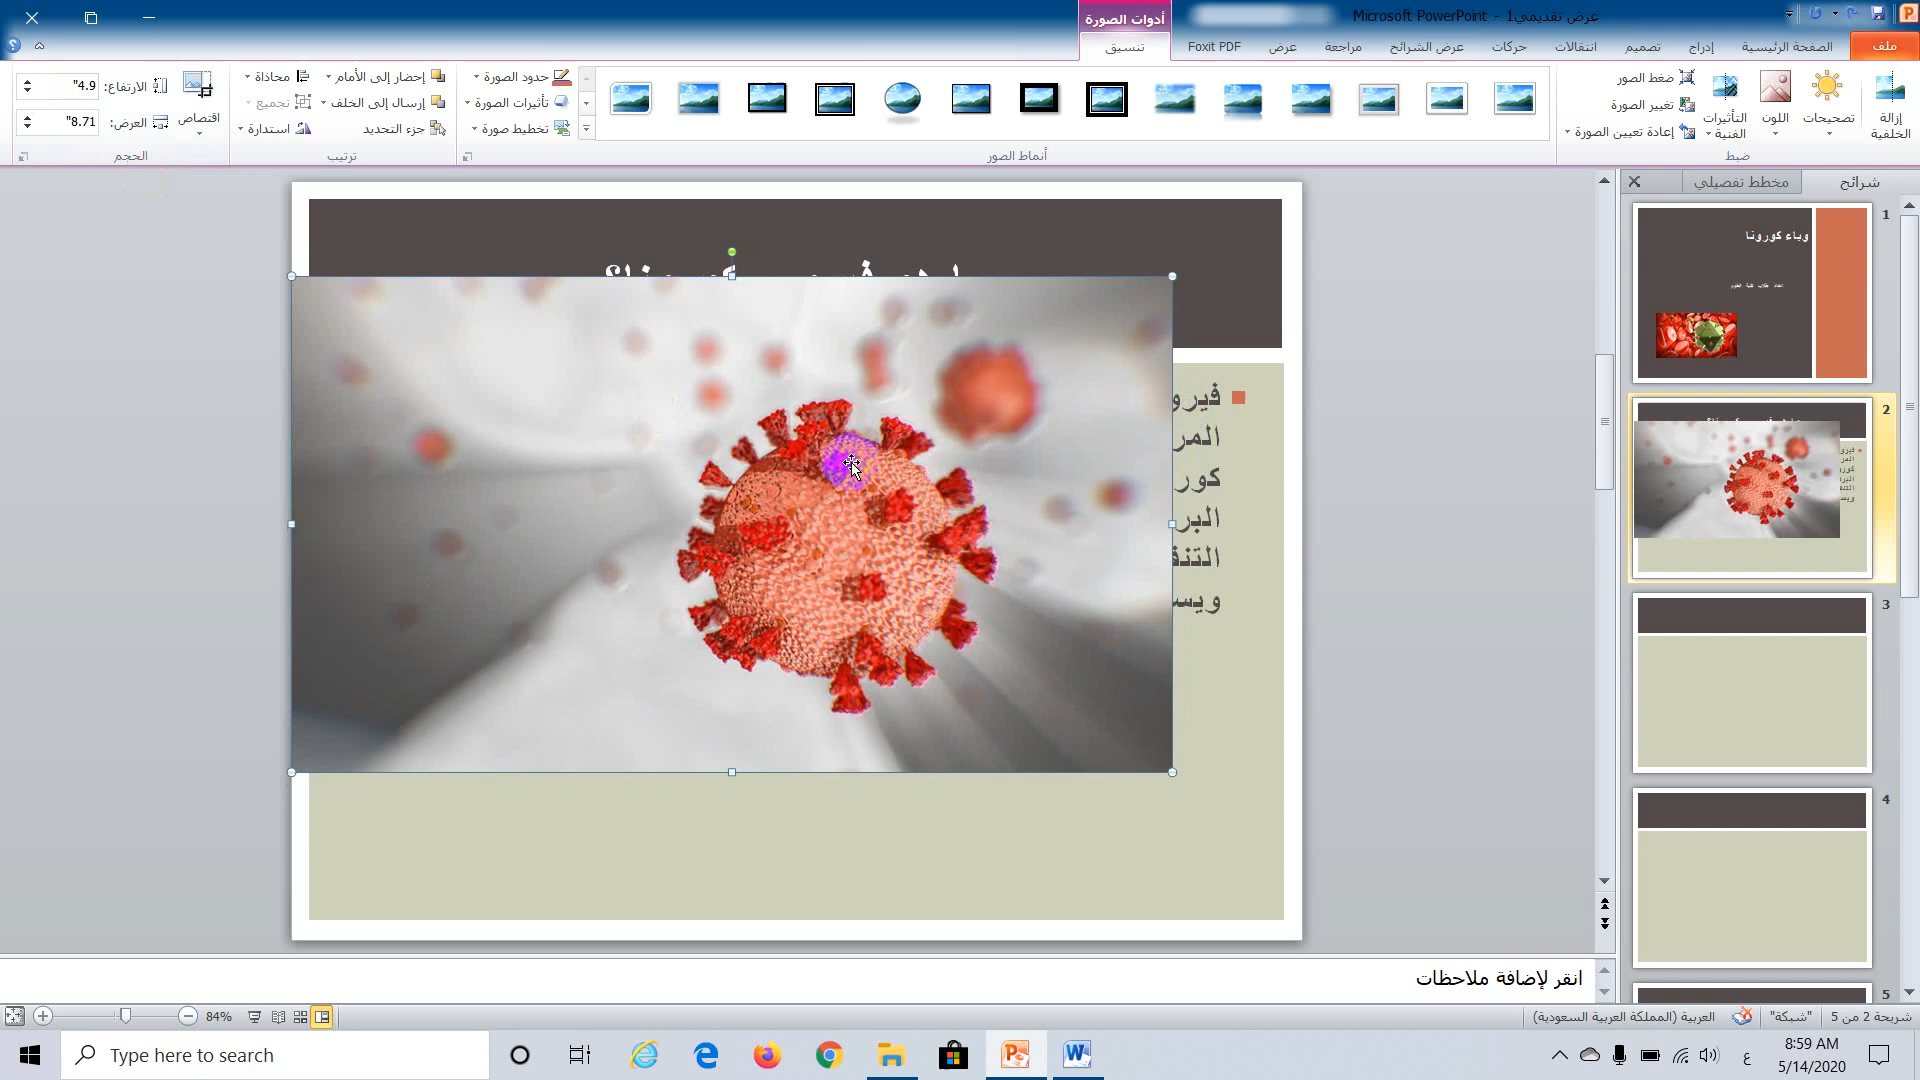 عرض تقديمي1 - Microsoft PowerPoint
أدوات الصورة
ملف
الصفحة الرئيسية
إدراج
تصميم
انتقالات
حركات
عرض الشرائح
مراجعة
عرض
Foxit PDF
تنسيق
إزالة
الخلفية
تصحيحات
اللون
التأثيرات
الفنية
ضغط الصور
تغيير الصورة
إعادة تعيين الصورة
ضبط
أنماط الصور
حدود الصورة
تأثيرات الصورة
تخطيط صورة
إحضار إلى الأمام
إرسال إلى الخلف
جزء التحديد
محاذاة
تجميع
استدارة
ترتيب
اقتصاص
الارتفاع: 4.9"
العرض: 8.71"
الحجم
شرائح
مخطط تفصيلي
1
وباء كورونا
2
3
4
5
فيرو
المر
كور
البر
التنف
ويس
انقر لإضافة ملاحظات
شريحة 2 من 5
"شبكة"
العربية (المملكة العربية السعودية)
84%
Type here to search
ع
8:59 AM
5/14/2020